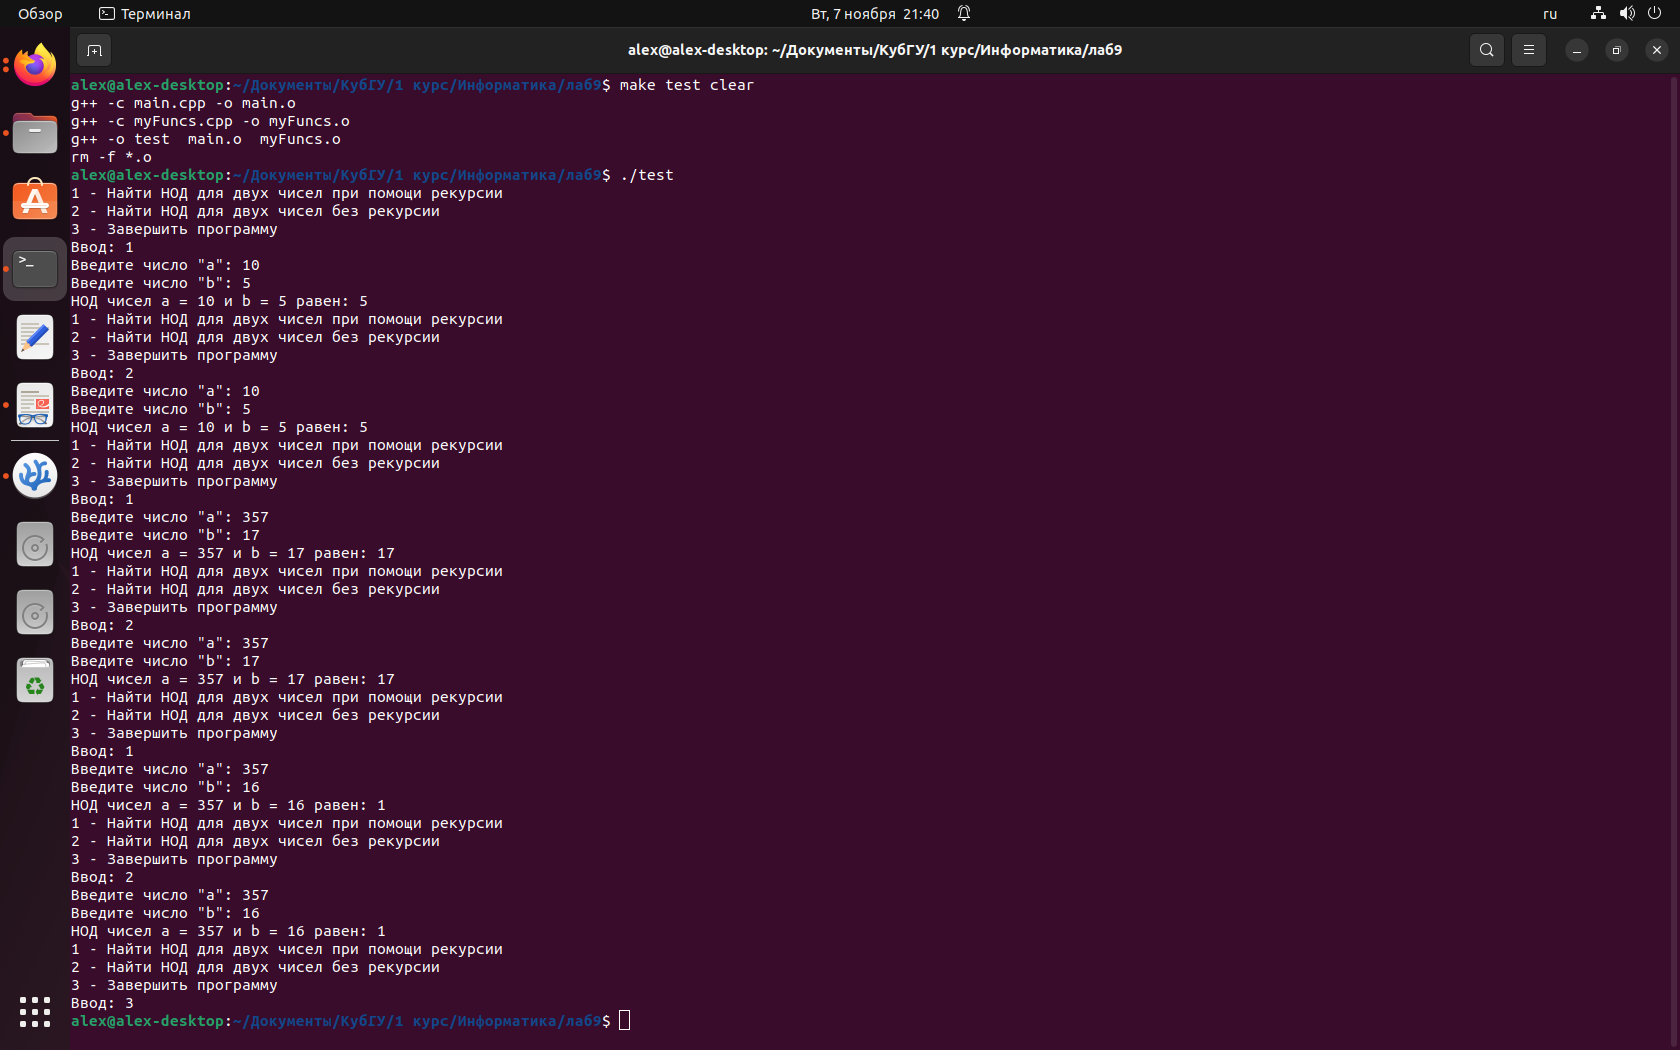 Обзор
Терминал
Вт, 7 ноября 21:40
ru
alex@alex-desktop: ~/Документы/КубГУ/1 курс/Информатика/лаб9
alex@alex-desktop:~/Документы/КубГУ/1 курс/Информатика/лаб9$ make test clear
g++ -c main.cpp -o main.o
g++ -c myFuncs.cpp -o myFuncs.o
g++ -o test  main.o  myFuncs.o
rm -f *.o
alex@alex-desktop:~/Документы/КубГУ/1 курс/Информатика/лаб9$ ./test
1 - Найти НОД для двух чисел при помощи рекурсии
2 - Найти НОД для двух чисел без рекурсии
3 - Завершить программу
Ввод: 1
Введите число "a": 10
Введите число "b": 5
НОД чисел a = 10 и b = 5 равен: 5
1 - Найти НОД для двух чисел при помощи рекурсии
2 - Найти НОД для двух чисел без рекурсии
3 - Завершить программу
Ввод: 2
Введите число "a": 10
Введите число "b": 5
НОД чисел a = 10 и b = 5 равен: 5
1 - Найти НОД для двух чисел при помощи рекурсии
2 - Найти НОД для двух чисел без рекурсии
3 - Завершить программу
Ввод: 1
Введите число "a": 357
Введите число "b": 17
НОД чисел a = 357 и b = 17 равен: 17
1 - Найти НОД для двух чисел при помощи рекурсии
2 - Найти НОД для двух чисел без рекурсии
3 - Завершить программу
Ввод: 2
Введите число "a": 357
Введите число "b": 17
НОД чисел a = 357 и b = 17 равен: 17
1 - Найти НОД для двух чисел при помощи рекурсии
2 - Найти НОД для двух чисел без рекурсии
3 - Завершить программу
Ввод: 1
Введите число "a": 357
Введите число "b": 16
НОД чисел a = 357 и b = 16 равен: 1
1 - Найти НОД для двух чисел при помощи рекурсии
2 - Найти НОД для двух чисел без рекурсии
3 - Завершить программу
Ввод: 2
Введите число "a": 357
Введите число "b": 16
НОД чисел a = 357 и b = 16 равен: 1
1 - Найти НОД для двух чисел при помощи рекурсии
2 - Найти НОД для двух чисел без рекурсии
3 - Завершить программу
Ввод: 3
alex@alex-desktop:~/Документы/КубГУ/1 курс/Информатика/лаб9$